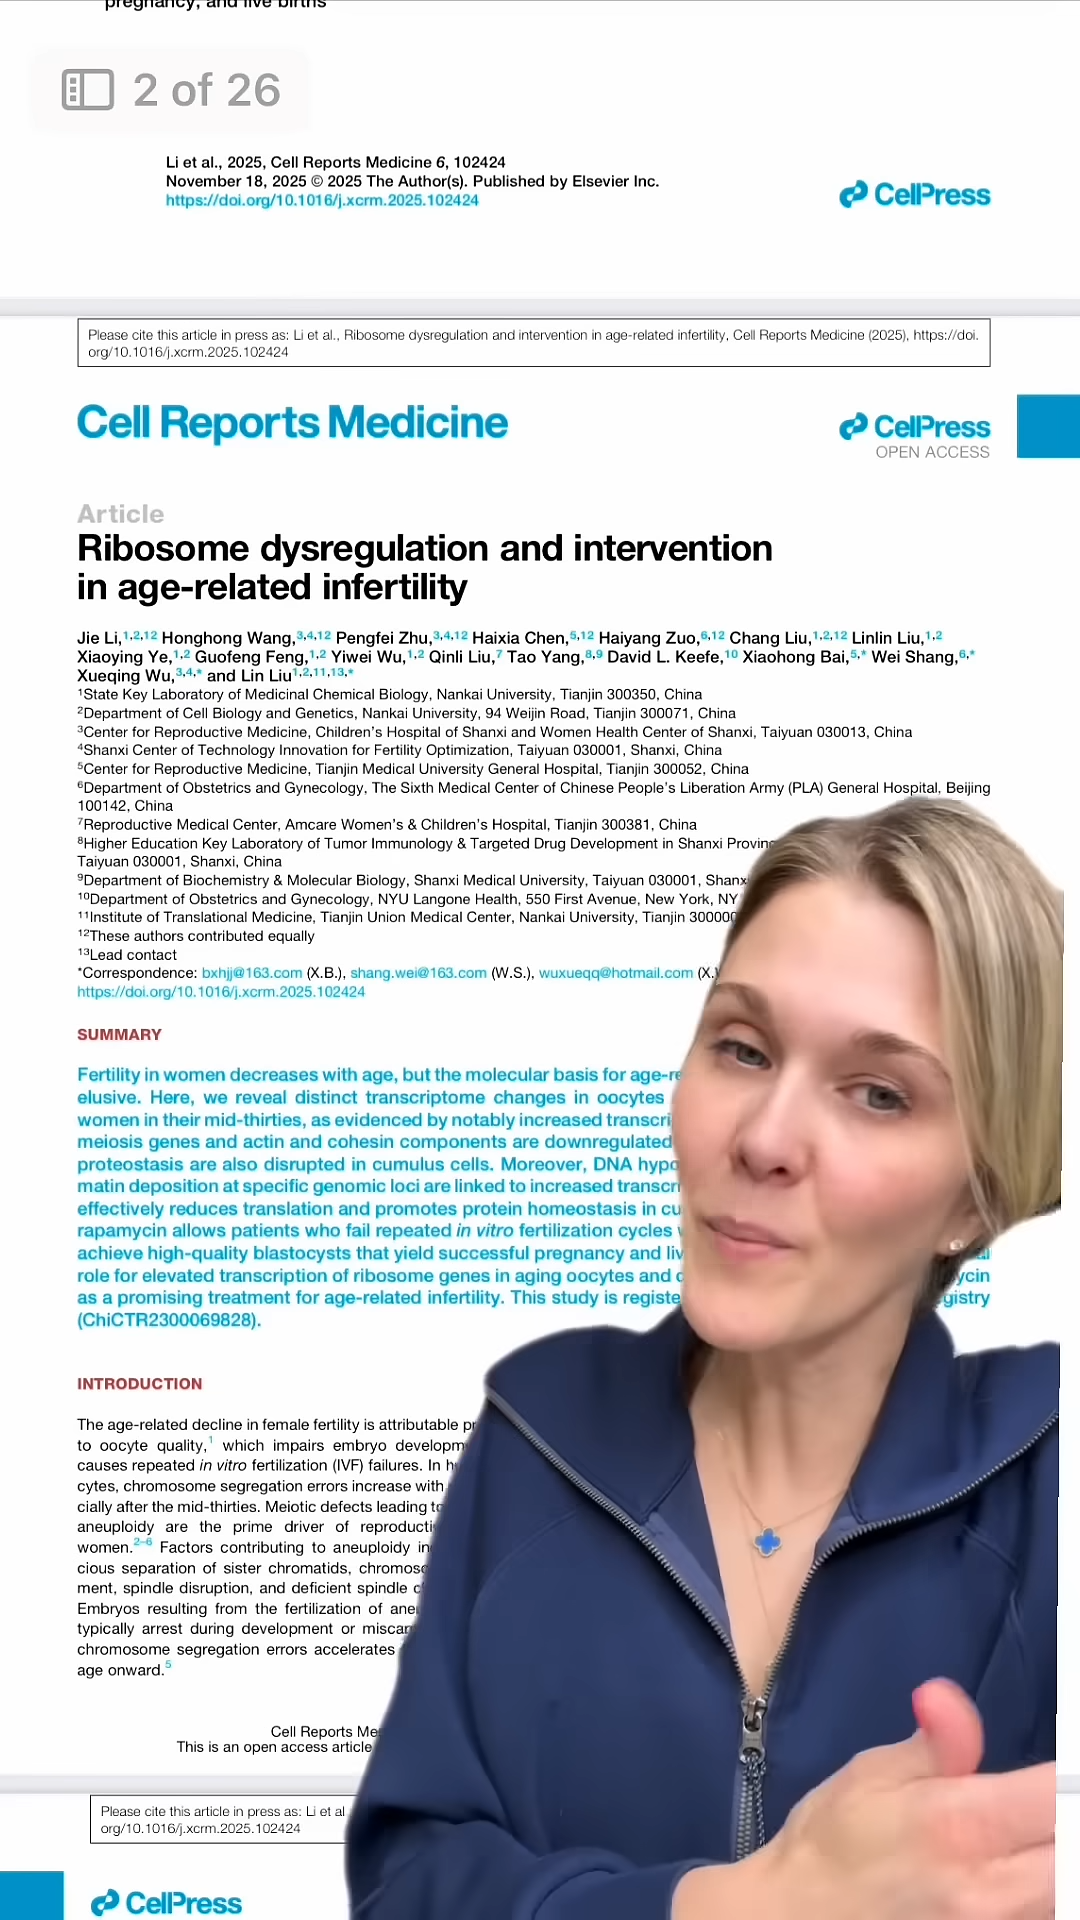 pregnancy, and live births
2 of 26
Li et al., 2025, Cell Reports Medicine 6, 102424
November 18, 2025 © 2025 The Author(s). Published by Elsevier Inc.
https://doi.org/10.1016/j.xcrm.2025.102424
CellPress
Please cite this article in press as: Li et al., Ribosome dysregulation and intervention in age-related infertility, Cell Reports Medicine (2025), https://doi.
org/10.1016/j.xcrm.2025.102424
Cell Reports Medicine
CellPress
OPEN ACCESS
Article
Ribosome dysregulation and intervention
in age-related infertility
Jie Li,1,2,12 Honghong Wang,3,4,12 Pengfei Zhu,3,4,12 Haixia Chen,5,12 Haiyang Zuo,6,12 Chang Liu,1,2,12 Linlin Liu,1,2
Xiaoying Ye,1,2 Guofeng Feng,1,2 Yiwei Wu,1,2 Qinli Liu,7 Tao Yang,8,9 David L. Keefe,10 Xiaohong Bai,5,* Wei Shang,6,*
Xueqing Wu,3,4,* and Lin Liu1,2,11,13,*
1State Key Laboratory of Medicinal Chemical Biology, Nankai University, Tianjin 300350, China
2Department of Cell Biology and Genetics, Nankai University, 94 Weijin Road, Tianjin 300071, China
3Center for Reproductive Medicine, Children's Hospital of Shanxi and Women Health Center of Shanxi, Taiyuan 030013, China
4Shanxi Center of Technology Innovation for Fertility Optimization, Taiyuan 030001, Shanxi, China
5Center for Reproductive Medicine, Tianjin Medical University General Hospital, Tianjin 300052, China
6Department of Obstetrics and Gynecology, The Sixth Medical Center of Chinese People's Liberation Army (PLA) General Hospital, Beijing
100142, China
7Reproductive Medical Center, Amcare Women's & Children's Hospital, Tianjin 300381, China
8Higher Education Key Laboratory of Tumor Immunology & Targeted Drug Development in Shanxi
Taiyuan 030001, Shanxi, China
9Department of Biochemistry & Molecular Biology, Shanxi Medical University, Taiyuan 030001,
10Department of Obstetrics and Gynecology, NYU Langone Health, 550 First Avenue, New York, NY
11Institute of Translational Medicine, Tianjin Union Medical Center, Nankai University, Tianjin
12These authors contributed equally
13Lead contact
*Correspondence: bxhjj@163.com (X.B.), shang.wei@163.com (W.S.), wuxueqq@hotmail.com
https://doi.org/10.1016/j.xcrm.2025.102424
SUMMARY
Fertility in women decreases with age, but the molecular basis for
elusive. Here, we reveal distinct transcriptome changes in oocytes
women in their mid-thirties, as evidenced by notably increased
meiosis genes and actin and cohesin components are downregulated
proteostasis are also disrupted in cumulus cells. Moreover, DNA
matin deposition at specific genomic loci are linked to increased
effectively reduces translation and promotes protein homeostasis in
rapamycin allows patients who fail repeated in vitro fertilization cycles
achieve high-quality blastocysts that yield successful pregnancy and
role for elevated transcription of ribosome genes in aging oocytes and
as a promising treatment for age-related infertility. This study is
(ChiCTR2300069828).
INTRODUCTION
The age-related decline in female fertility is attributable
to oocyte quality,1 which impairs embryo
causes repeated in vitro fertilization (IVF) failures. In
cytes, chromosome segregation errors increase with
cially after the mid-thirties. Meiotic defects leading
aneuploidy are the prime driver of
women.2–6 Factors contributing to aneuploidy
cious separation of sister chromatids,
ment, spindle disruption, and deficient spindle
Embryos resulting from the fertilization of
typically arrest during development or
chromosome segregation errors accelerates
age onward.5
Cell Reports
This is an open access article
Please cite this article in press as: Li et al
org/10.1016/j.xcrm.2025.102424
CellPress